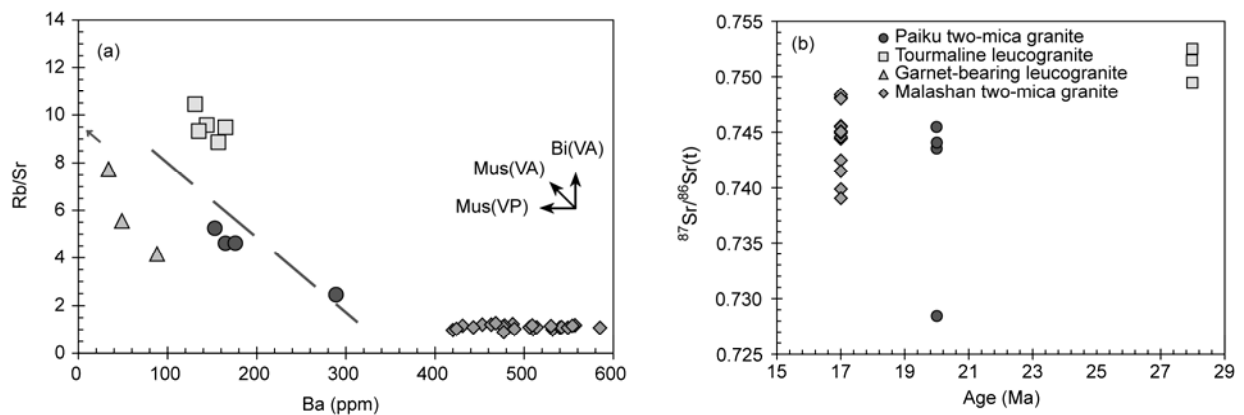 14
12
10
8
6
4
2
0
Rb/Sr
(a)
Bi(VA)
Mus(VA)
Mus(VP)
0 100 200 300 400 500 600
Ba (ppm)
0.755
0.750
0.745
0.740
0.735
0.730
0.725
⁸⁷Sr/⁸⁶Sr(t)
(b)
Paiku two-mica granite
Tourmaline leucogranite
Garnet-bearing leucogranite
Malashan two-mica granite
15 17 19 21 23 25 27 29
Age (Ma)